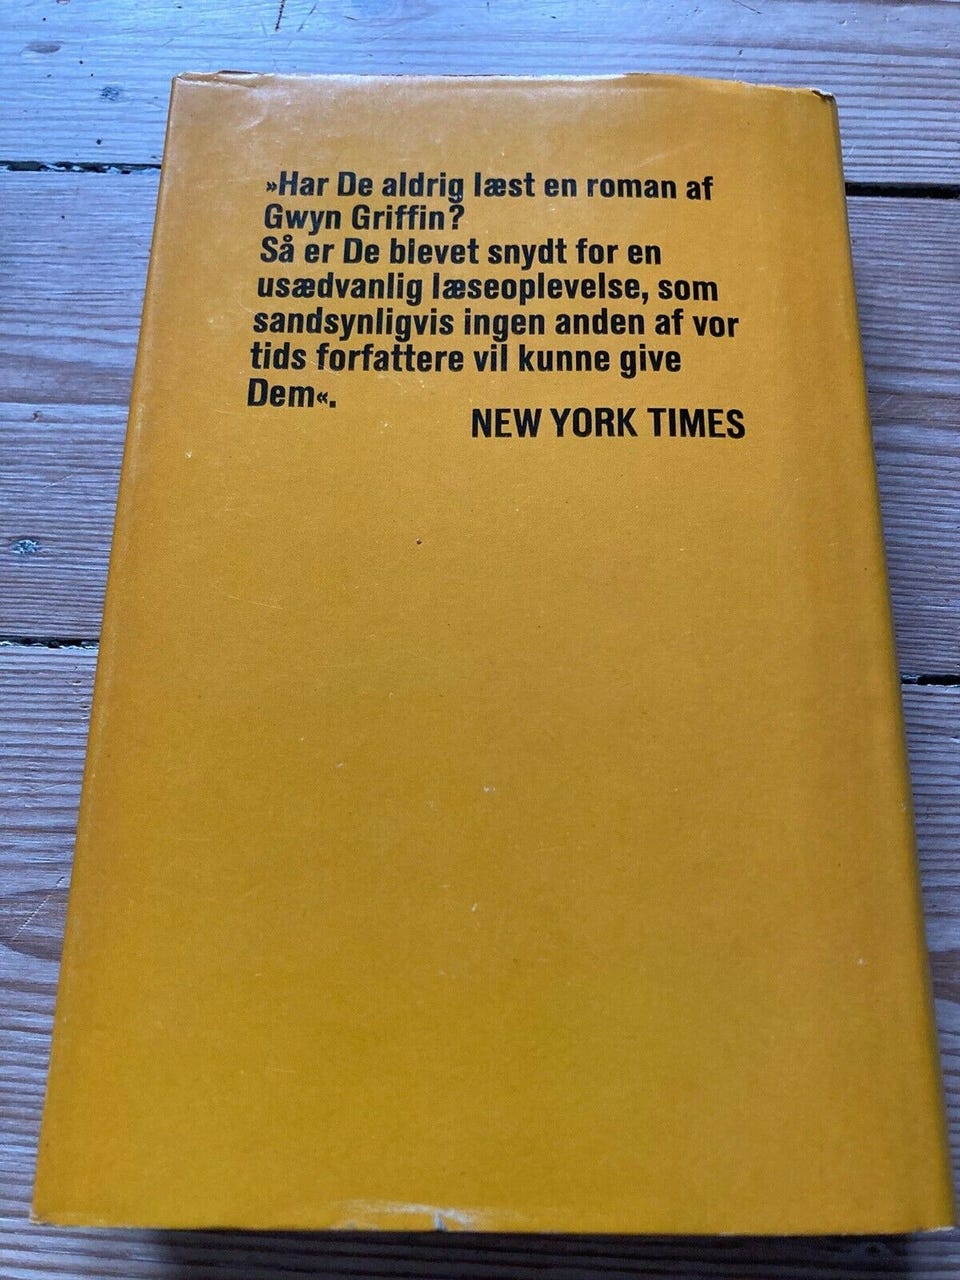 »Har De aldrig læst en roman af
Gwyn Griffin?
Så er De blevet snydt for en
usædvanlig læseoplevelse, som
sandsynligvis ingen anden af vor
tids forfattere vil kunne give
Dem«.
NEW YORK TIMES